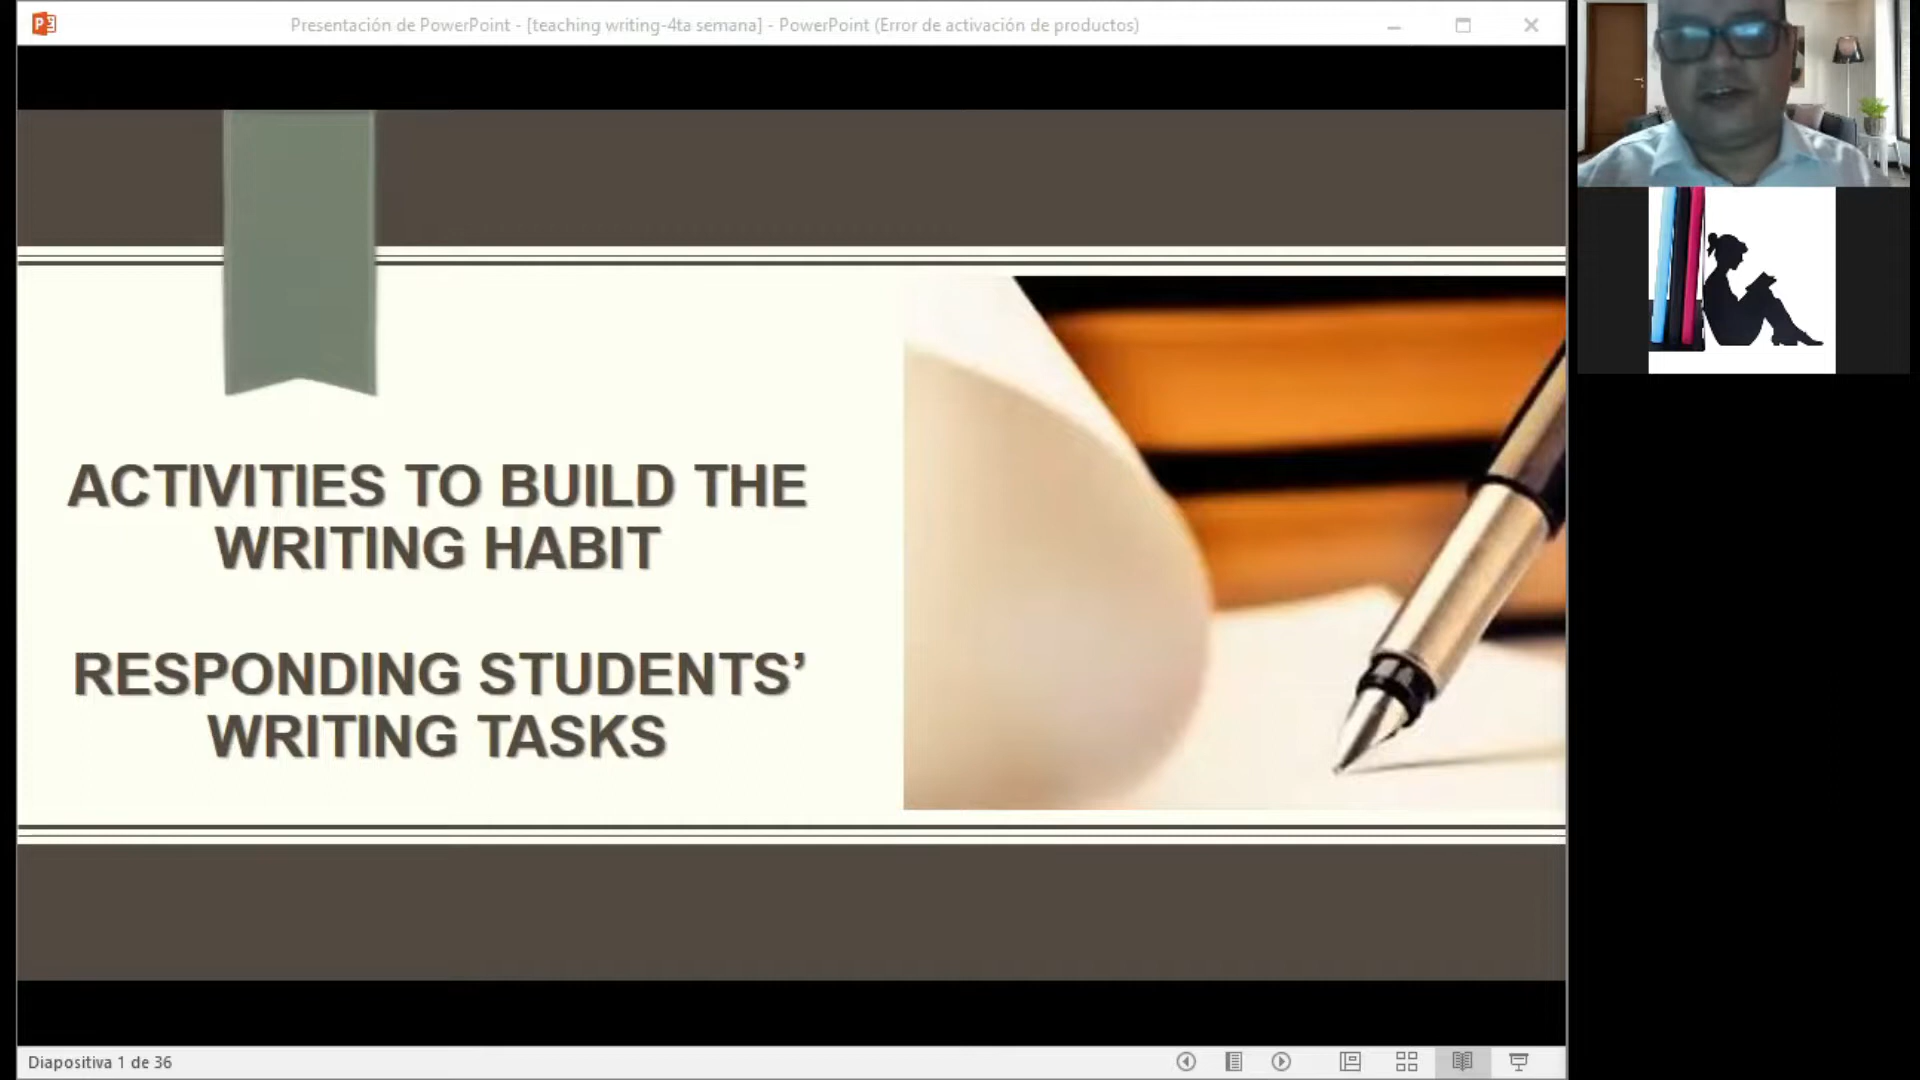 Presentación de PowerPoint - [teaching writing-4ta semana] - PowerPoint (Error de activación de productos)
ACTIVITIES TO BUILD THE
WRITING HABIT
RESPONDING STUDENTS’
WRITING TASKS
Diapositiva 1 de 36